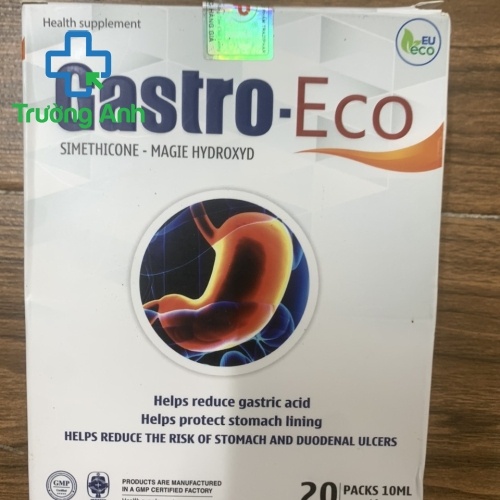 Health supplement
EU
eco
Trường Anh
Gastro-Eco
SIMETHICONE - MAGIE HYDROXYD
Helps reduce gastric acid
Helps protect stomach lining
HELPS REDUCE THE RISK OF STOMACH AND DUODENAL ULCERS
GMP
PRODUCTS ARE MANUFACTURED
IN A GMP CERTIFIED FACTORY
20 PACKS 10ML